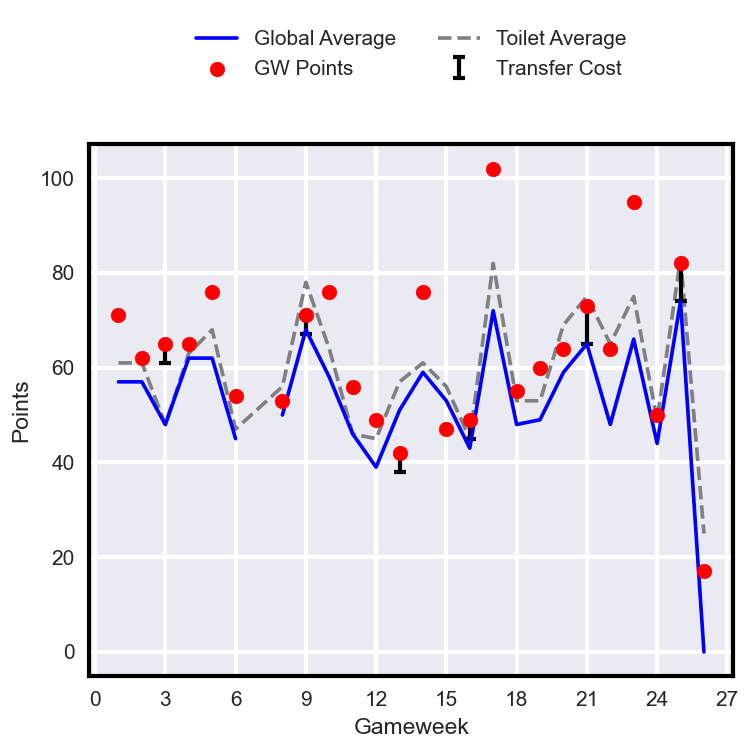 Global Average
Toilet Average
GW Points
Transfer Cost
100
80
60
40
20
0
Points
0 3 6 9 12 15 18 21 24 27
Gameweek